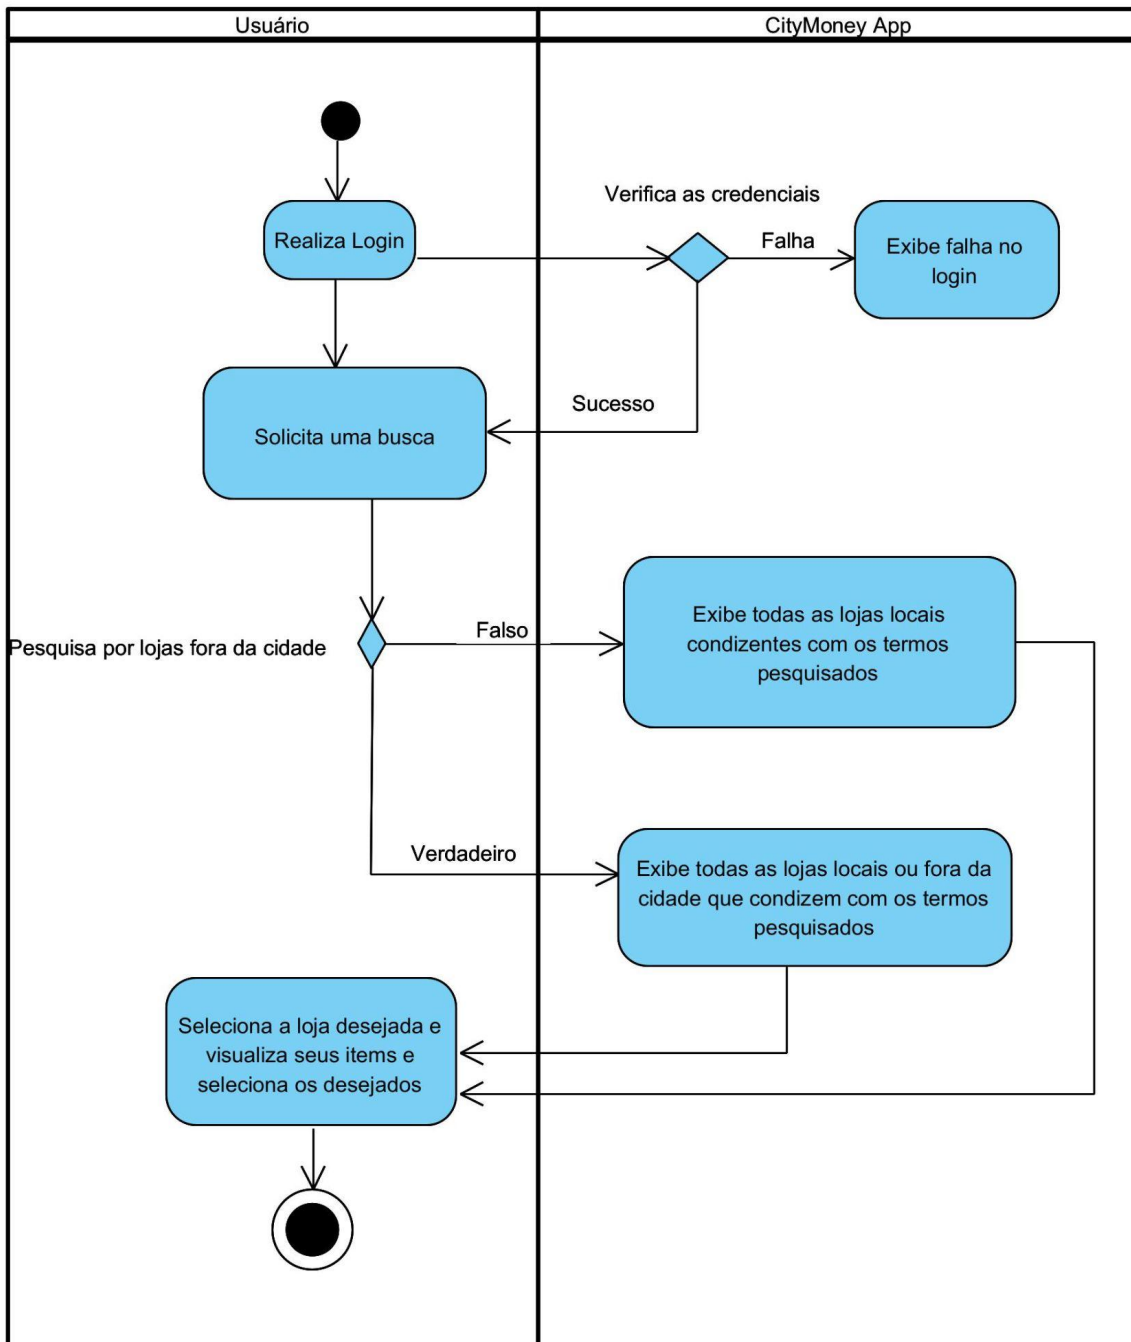 Usuário
CityMoney App
Verifica as credenciais
Realiza Login
Falha
Exibe falha no
login
Sucesso
Solicita uma busca
Pesquisa por lojas fora da cidade
Falso
Exibe todas as lojas locais
condizentes com os termos
pesquisados
Verdadeiro
Exibe todas as lojas locais ou fora da
cidade que condizem com os termos
pesquisados
Seleciona a loja desejada e
visualiza seus items e
seleciona os desejados